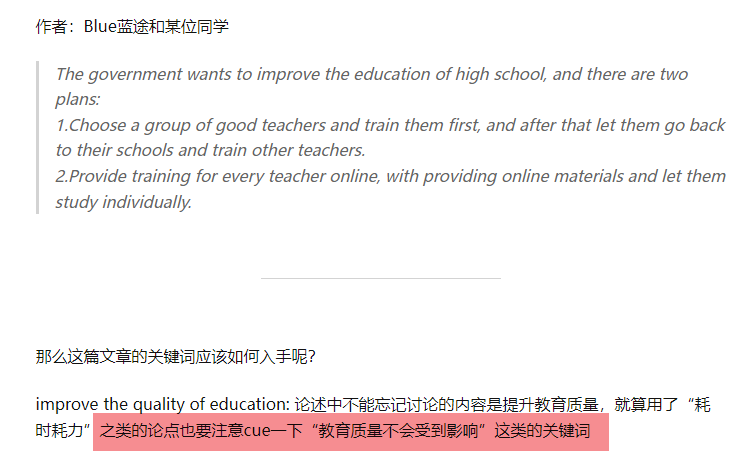 作者：Blue蓝途和某位同学
The government wants to improve the education of high school, and there are two
plans:
1.Choose a group of good teachers and train them first, and after that let them go back
to their schools and train other teachers.
2.Provide training for every teacher online, with providing online materials and let them
study individually.
那么这篇文章的关键词应该如何入手呢？
improve the quality of education: 论述中不能忘记讨论的内容是提升教育质量，就算用了“耗
时耗力”之类的论点也要注意cue一下“教育质量不会受到影响”这类的关键词